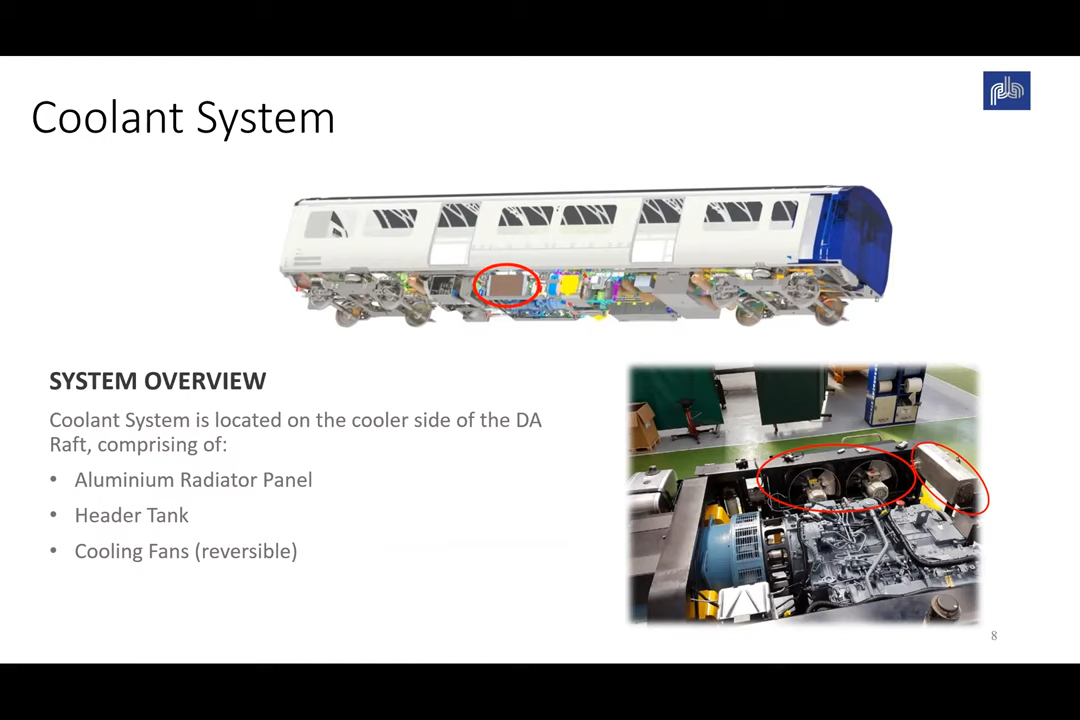 Coolant System
SYSTEM OVERVIEW
Coolant System is located on the cooler side of the DA
Raft, comprising of:
• Aluminium Radiator Panel
• Header Tank
• Cooling Fans (reversible)
8